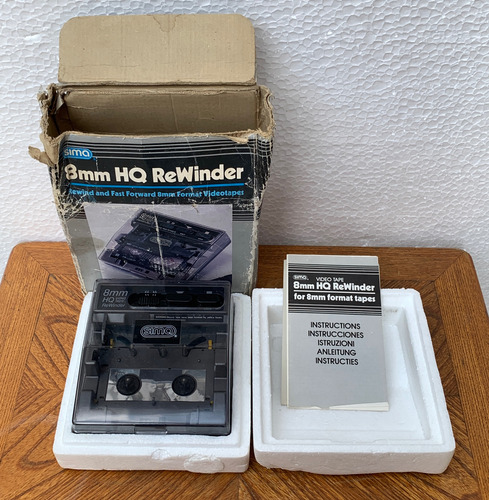 sima
8mm HQ ReWinder
Rewind and Fast Forward 8mm Format Videotapes
8mm
HQ
ReWinder
sima
sima
VIDEO TAPE
8mm HQ ReWinder
for 8mm format tapes
INSTRUCTIONS
INSTRUCCIONES
ISTRUZIONI
ANLEITUNG
INSTRUCTIES